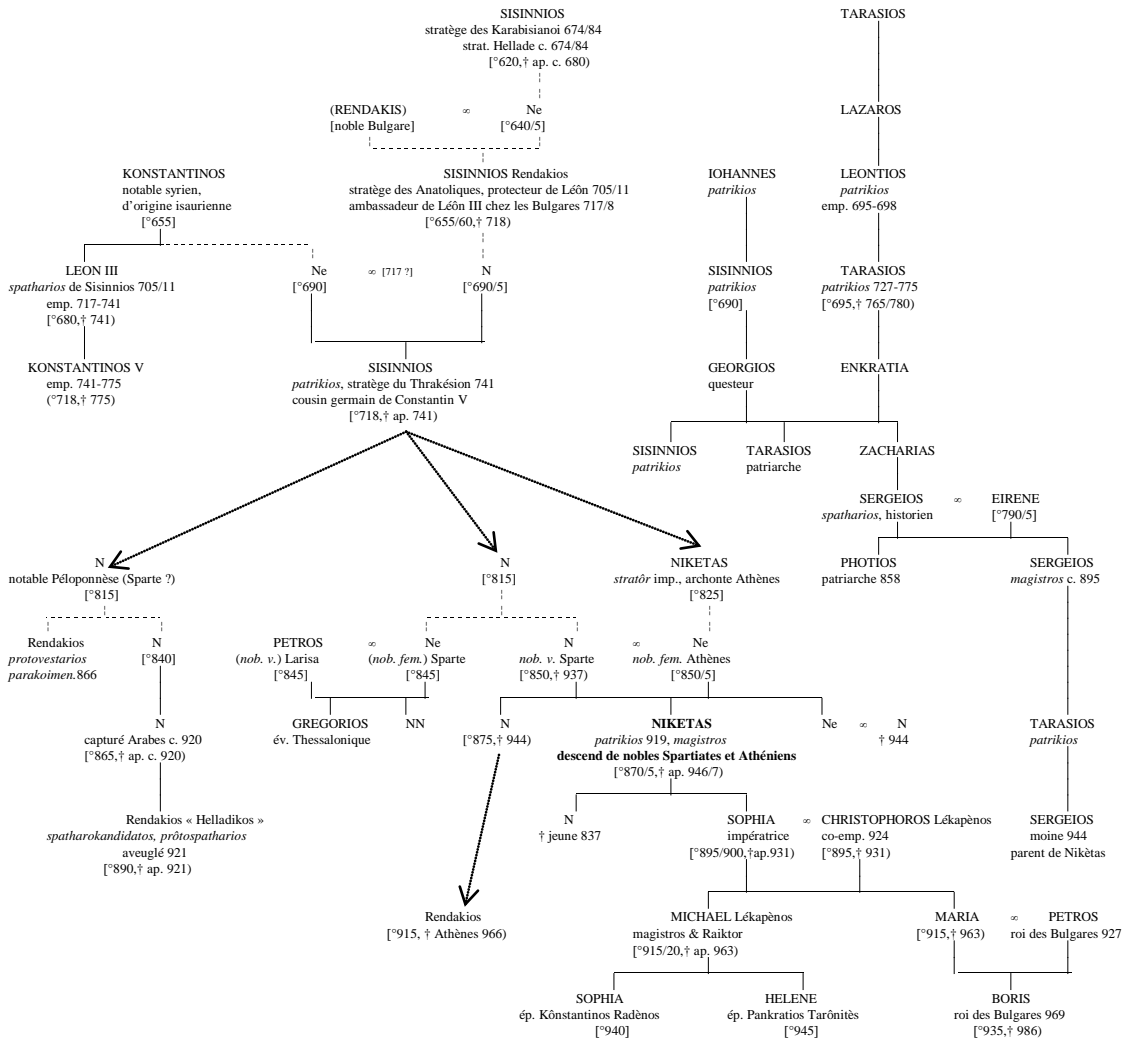 SISINNIOS
stratège des Karabisianoi 674/84
strat. Hellade c. 674/84
[°620,† ap. c. 680)
TARASIOS
(RENDAKIS)
[noble Bulgare]
∞
Ne
[°640/5]
LAZAROS
KONSTANTINOS
notable syrien,
d'origine isaurienne
[°655]
SISINNIOS Rendakios
stratège des Anatoliques, protecteur de Léôn 705/11
ambassadeur de Léôn III chez les Bulgares 717/8
[°655/60,† 718)
IOHANNES
patrikios
LEONTIOS
patrikios
emp. 695-698
LEON III
spatharios de Sisinnios 705/11
emp. 717-741
[°680,† 741)
Ne
[°690]
∞ [717 ?]
N
[°690/5]
SISINNIOS
patrikios
[°690]
TARASIOS
patrikios 727-775
[°695,† 765/780)
KONSTANTINOS V
emp. 741-775
(°718,† 775)
SISINNIOS
patrikios, stratège du Thrakésion 741
cousin germain de Constantin V
[°718,† ap. 741)
GEORGIOS
questeur
ENKRATIA
SISINNIOS
patrikios
TARASIOS
patriarche
ZACHARIAS
SERGEIOS
spatharios, historien
∞
EIRENE
[°790/5]
N
notable Péloponnèse (Sparte ?)
[°815]
N
[°815]
NIKETAS
stratôr imp., archonte Athènes
[°825]
PHOTIOS
patriarche 858
SERGEIOS
magistros c. 895
Rendakios
protovestarios
parakoimen.866
N
[°840]
PETROS
(nob. v.) Larisa
[°845]
∞
Ne
(nob. fem.) Sparte
[°845]
N
nob. v. Sparte
[°850,† 937)
∞
Ne
nob. fem. Athènes
[°850/5]
N
capturé Arabes c. 920
[°865,† ap. c. 920)
GREGORIOS
év. Thessalonique
NN
N
[°875,† 944)
NIKETAS
patrikios 919, magistros
descend de nobles Spartiates et Athéniens
[°870/5,† ap. 946/7)
Ne
∞
N
† 944
TARASIOS
patrikios
Rendakios « Helladikos »
spatharokandidatos, prôtospatharios
aveuglé 921
[°890,† ap. 921)
N
† jeune 837
SOPHIA
impératrice
[°895/900,†ap.931)
∞
CHRISTOPHOROS Lékapènos
co-emp. 924
[°895,† 931)
SERGEIOS
moine 944
parent de Nikètas
Rendakios
[°915, † Athènes 966)
MICHAEL Lékapènos
magistros & Raiktor
[°915/20,† ap. 963)
MARIA
[°915,† 963)
∞
PETROS
roi des Bulgares 927
SOPHIA
ép. Kônstantinos Radènos
[°940]
HELENE
ép. Pankratios Tarônitès
[°945]
BORIS
roi des Bulgares 969
[°935,† 986)